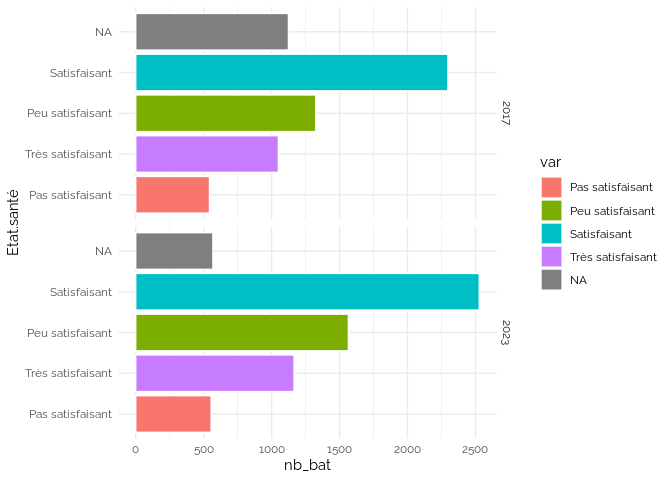 NA
Satisfaisant
Peu satisfaisant
Très satisfaisant
Pas satisfaisant
2017
NA
Satisfaisant
Peu satisfaisant
Très satisfaisant
Pas satisfaisant
2023
Etat.santé
0 500 1000 1500 2000 2500
nb_bat
var
Pas satisfaisant
Peu satisfaisant
Satisfaisant
Très satisfaisant
NA